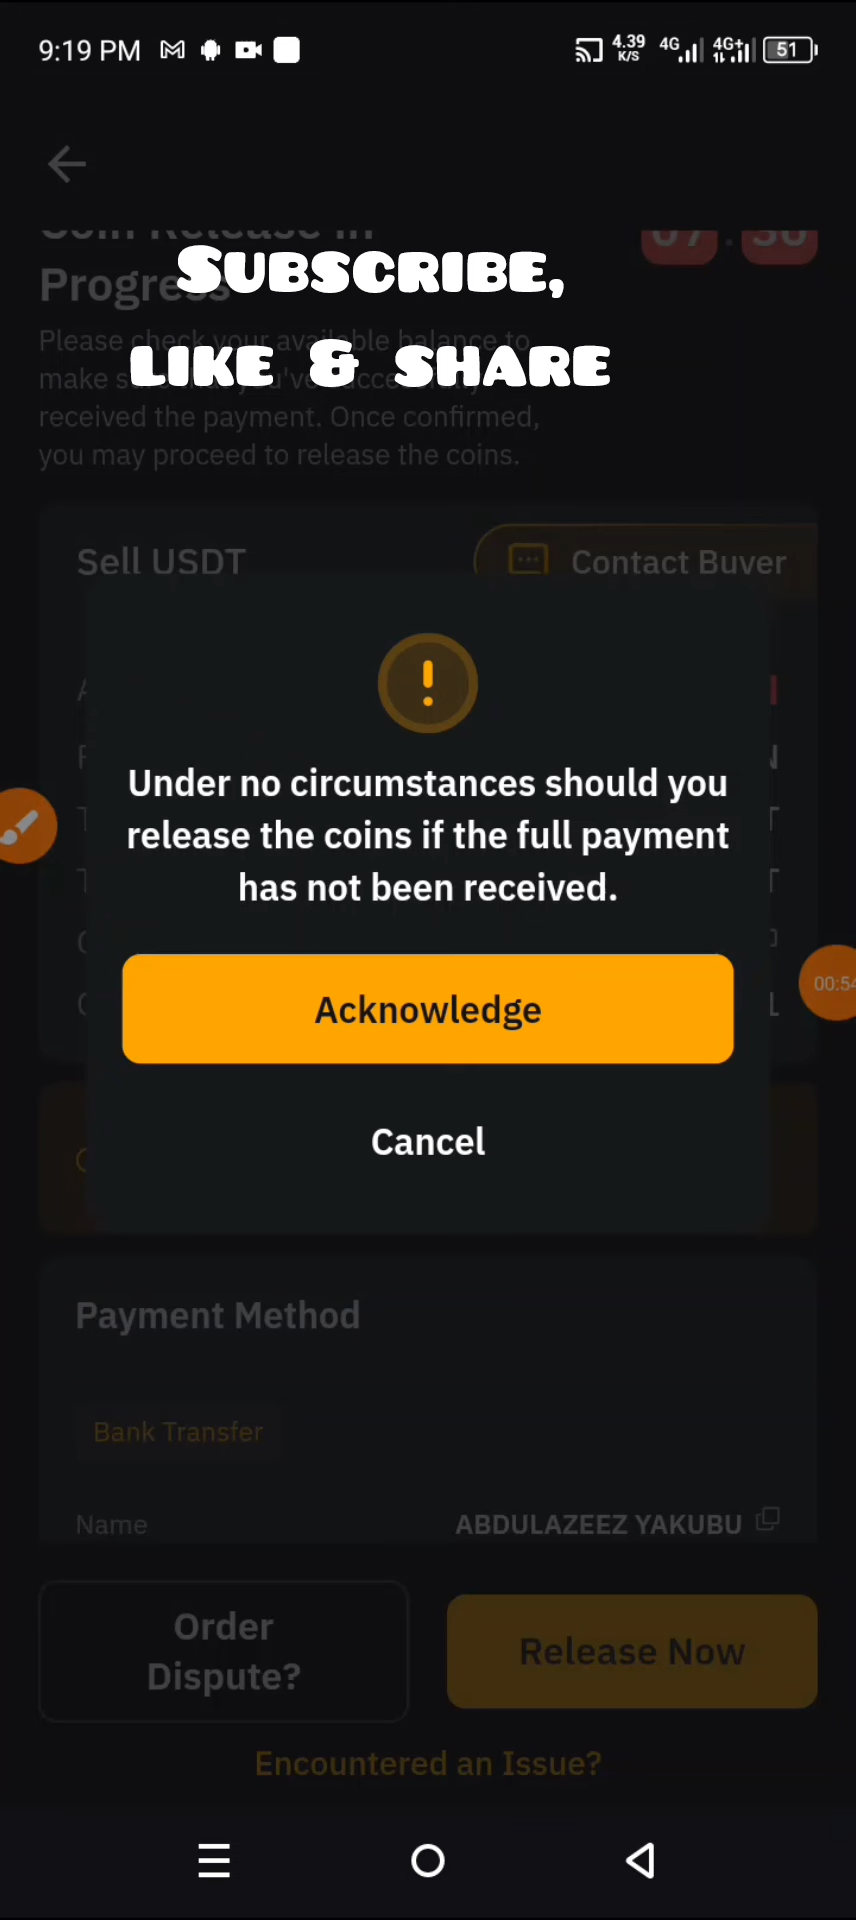 9:19 PM
4.39
K/S
4G
4G+
51
Progress
SUBSCRIBE,
Please check your available balance to
LIKE & SHARE
received the payment. Once confirmed,
you may proceed to release the coins.
Sell USDT
Contact Buyer
Under no circumstances should you
release the coins if the full payment
has not been received.
Acknowledge
00:54
Cancel
Payment Method
Bank Transfer
Name
ABDULAZEEZ YAKUBU
Order
Dispute?
Release Now
Encountered an Issue?